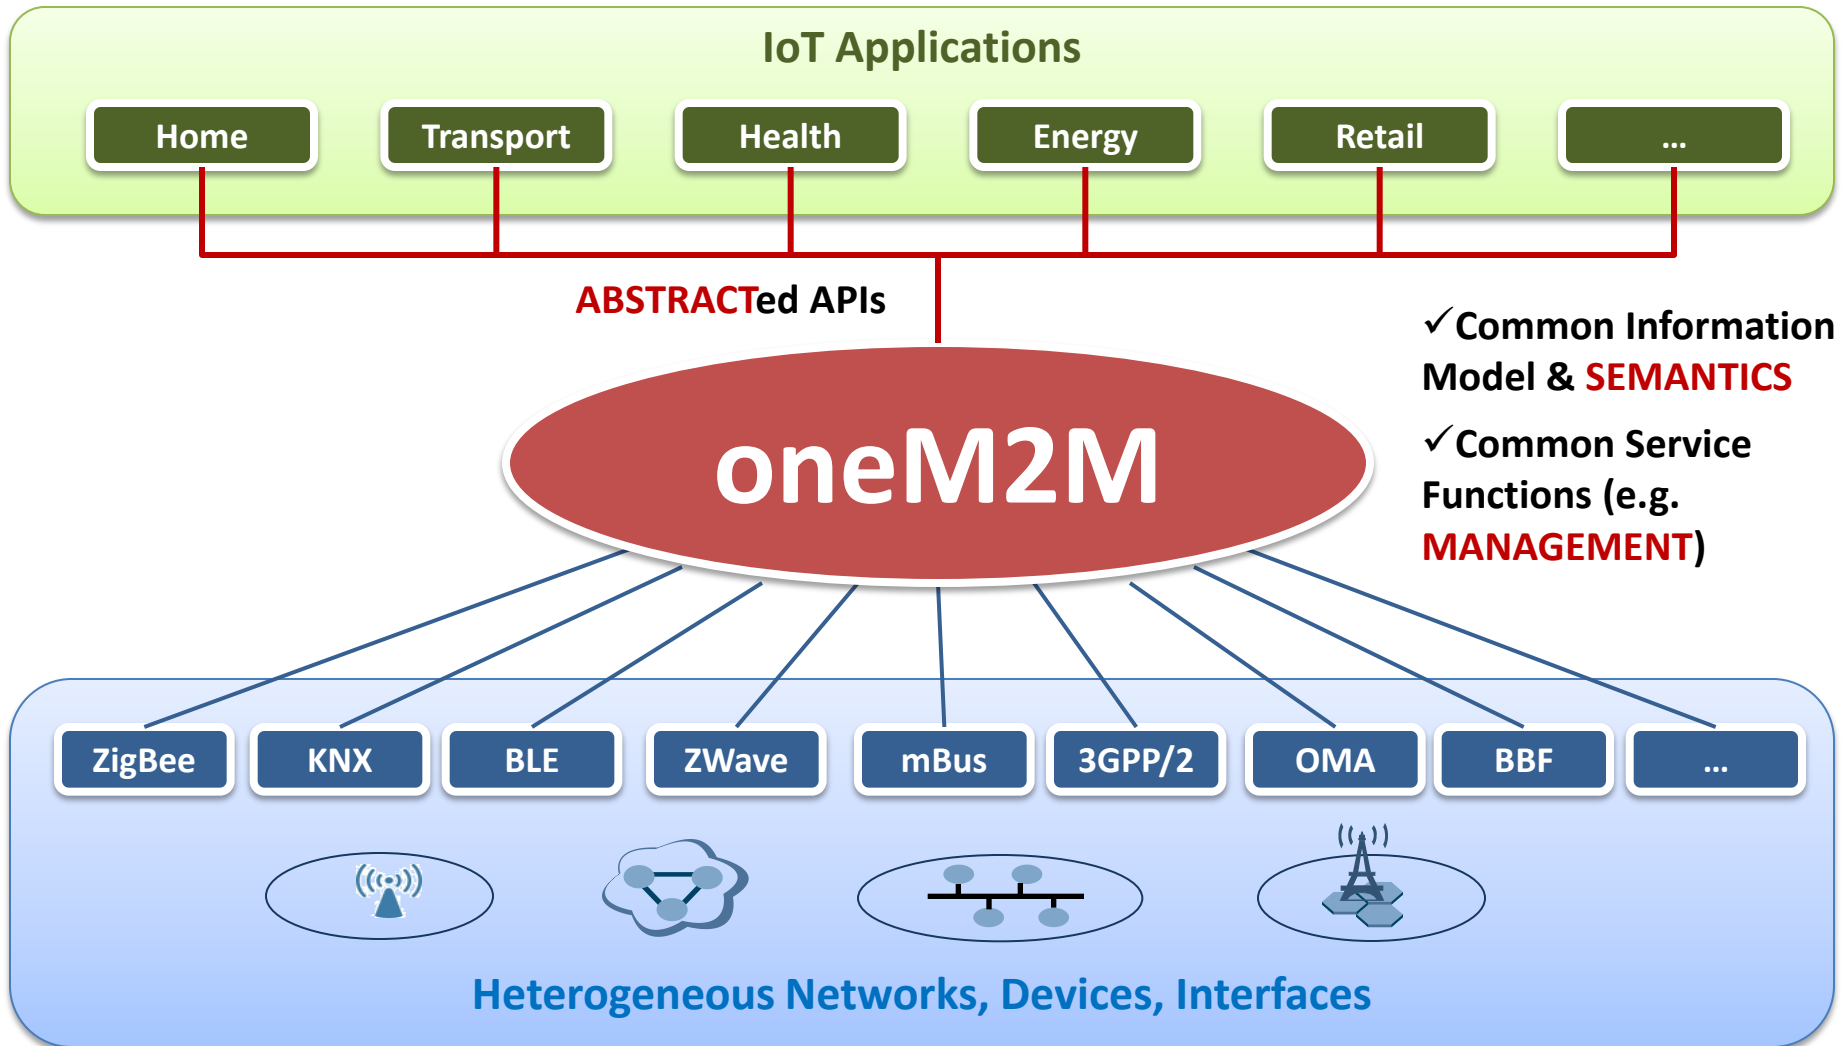 IoT Applications
Home
Transport
Health
Energy
Retail
...
ABSTRACTed APIs
✓Common Information
Model & SEMANTICS
✓Common Service
Functions (e.g.
MANAGEMENT)
oneM2M
ZigBee
KNX
BLE
ZWave
mBus
3GPP/2
OMA
BBF
...
Heterogeneous Networks, Devices, Interfaces